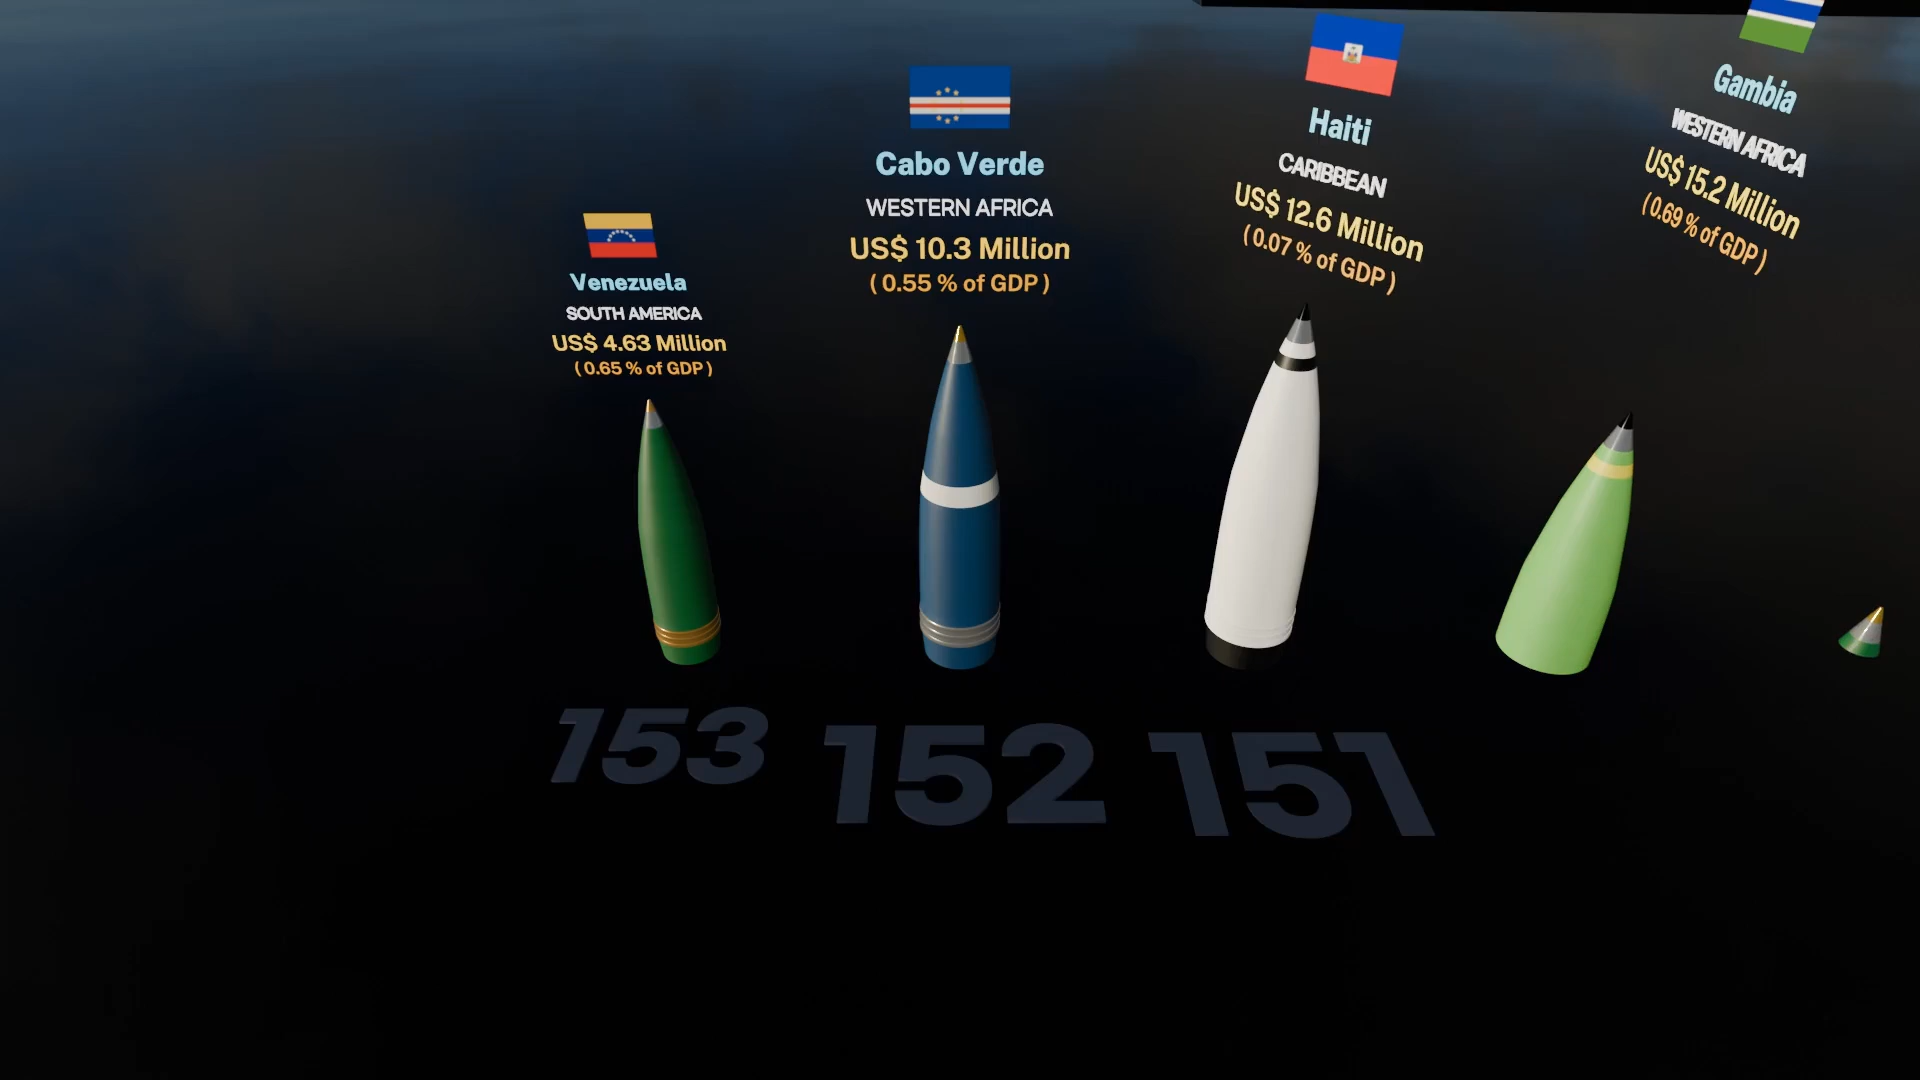 Venezuela
SOUTH AMERICA
US$ 4.63 Million
( 0.65 % of GDP )
153
Cabo Verde
WESTERN AFRICA
US$ 10.3 Million
( 0.55 % of GDP )
152
Haiti
CARIBBEAN
US$ 12.6 Million
( 0.07 % of GDP )
151
Gambia
WESTERN AFRICA
US$ 15.2 Million
( 0.69 % of GDP )